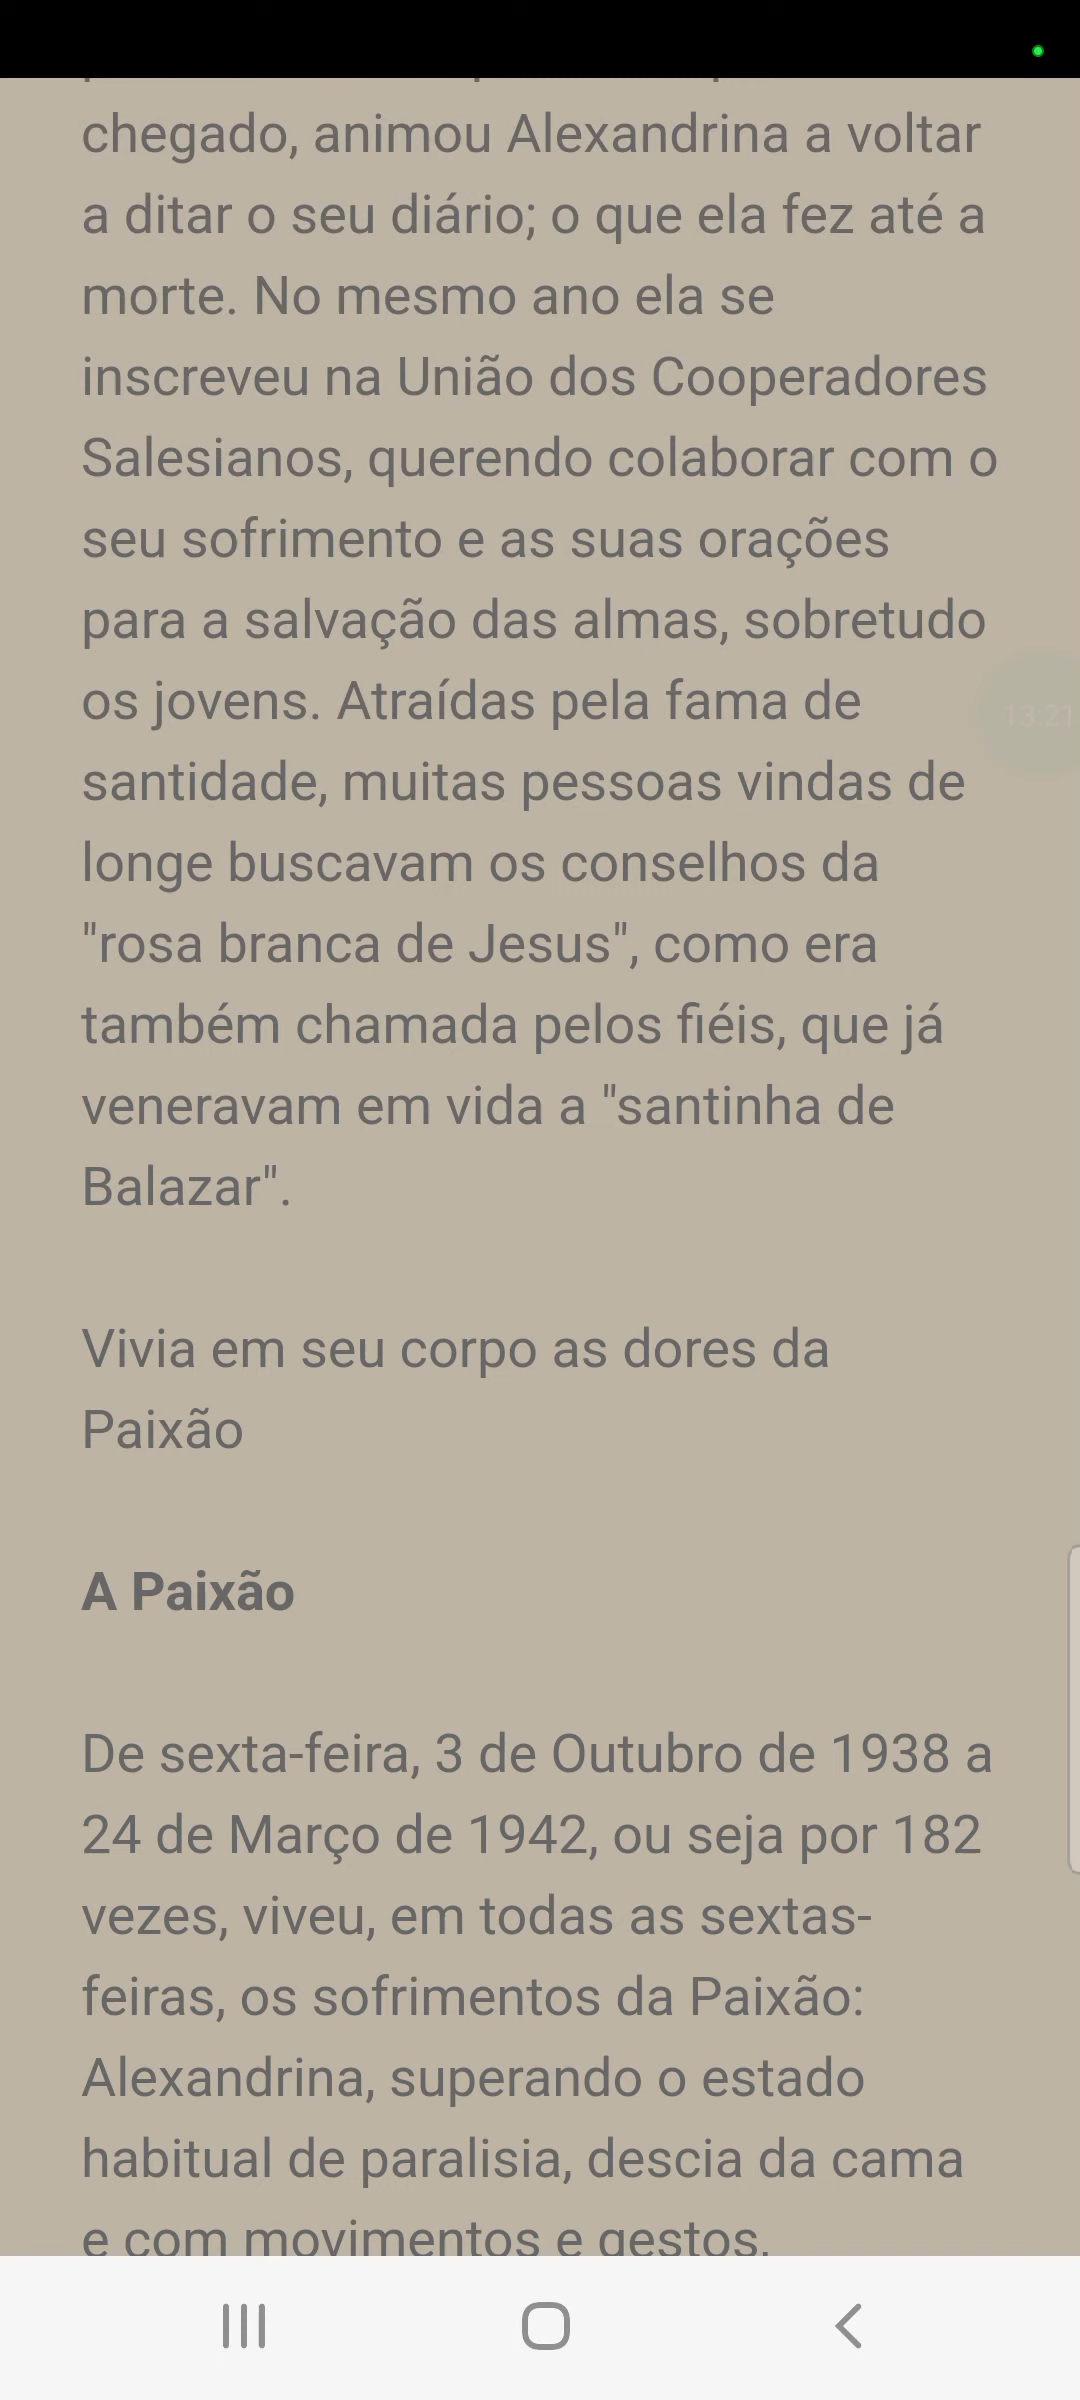 chegado, animou Alexandrina a voltar
a ditar o seu diário; o que ela fez até a
morte. No mesmo ano ela se
inscreveu na União dos Cooperadores
Salesianos, querendo colaborar com o
seu sofrimento e as suas orações
para a salvação das almas, sobretudo
os jovens. Atraídas pela fama de
13:21
santidade, muitas pessoas vindas de
longe buscavam os conselhos da
"rosa branca de Jesus", como era
também chamada pelos fiéis, que já
veneravam em vida a "santinha de
Balazar".
Vivia em seu corpo as dores da
Paixão
A Paixão
De sexta-feira, 3 de Outubro de 1938 a
24 de Março de 1942, ou seja por 182
vezes, viveu, em todas as sextas-
feiras, os sofrimentos da Paixão:
Alexandrina, superando o estado
habitual de paralisia, descia da cama
e com movimentos e gestos,